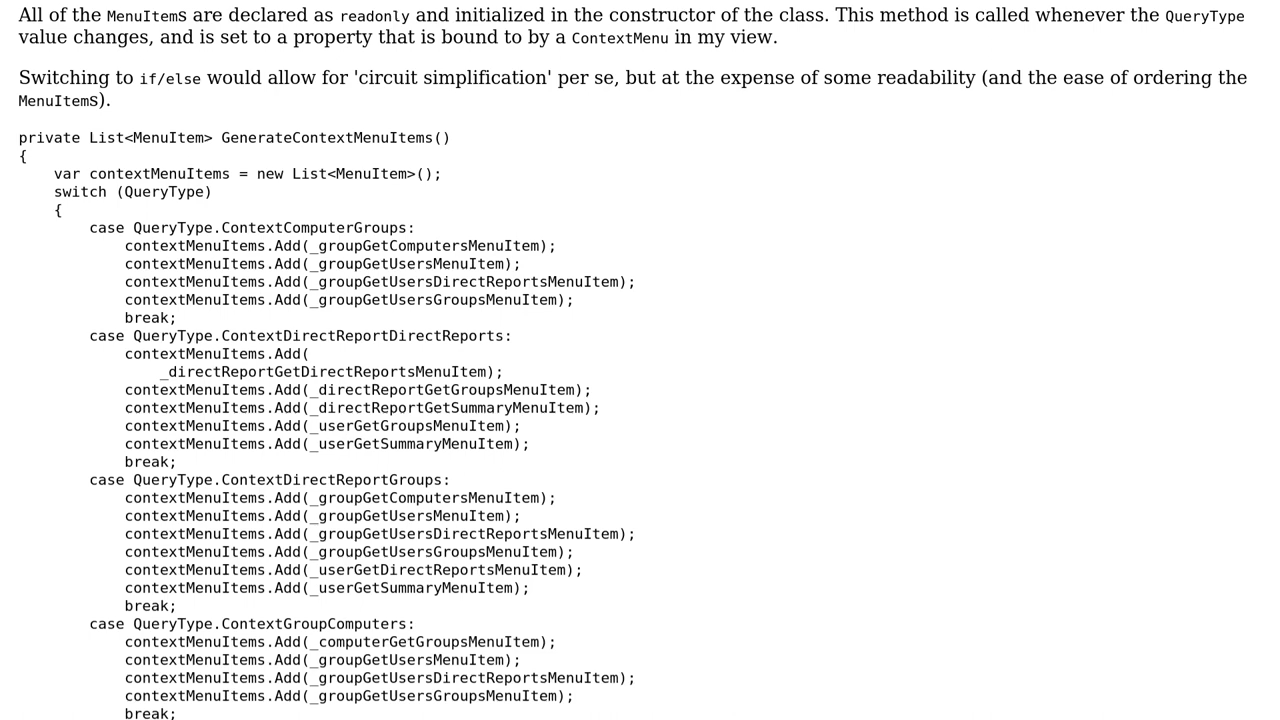 All of the MenuItems are declared as readonly and initialized in the constructor of the class. This method is called whenever the QueryType
value changes, and is set to a property that is bound to by a ContextMenu in my view.
Switching to if/else would allow for 'circuit simplification' per se, but at the expense of some readability (and the ease of ordering the
MenuItems).
private List<MenuItem> GenerateContextMenuItems()
{
    var contextMenuItems = new List<MenuItem>();
    switch (QueryType)
    {
        case QueryType.ContextComputerGroups:
            contextMenuItems.Add(_groupGetComputersMenuItem);
            contextMenuItems.Add(_groupGetUsersMenuItem);
            contextMenuItems.Add(_groupGetUsersDirectReportsMenuItem);
            contextMenuItems.Add(_groupGetUsersGroupsMenuItem);
            break;
        case QueryType.ContextDirectReportDirectReports:
            contextMenuItems.Add(
                _directReportGetDirectReportsMenuItem);
            contextMenuItems.Add(_directReportGetGroupsMenuItem);
            contextMenuItems.Add(_directReportGetSummaryMenuItem);
            contextMenuItems.Add(_userGetGroupsMenuItem);
            contextMenuItems.Add(_userGetSummaryMenuItem);
            break;
        case QueryType.ContextDirectReportGroups:
            contextMenuItems.Add(_groupGetComputersMenuItem);
            contextMenuItems.Add(_groupGetUsersMenuItem);
            contextMenuItems.Add(_groupGetUsersDirectReportsMenuItem);
            contextMenuItems.Add(_groupGetUsersGroupsMenuItem);
            contextMenuItems.Add(_userGetDirectReportsMenuItem);
            contextMenuItems.Add(_userGetSummaryMenuItem);
            break;
        case QueryType.ContextGroupComputers:
            contextMenuItems.Add(_computerGetGroupsMenuItem);
            contextMenuItems.Add(_groupGetUsersMenuItem);
            contextMenuItems.Add(_groupGetUsersDirectReportsMenuItem);
            contextMenuItems.Add(_groupGetUsersGroupsMenuItem);
            break;